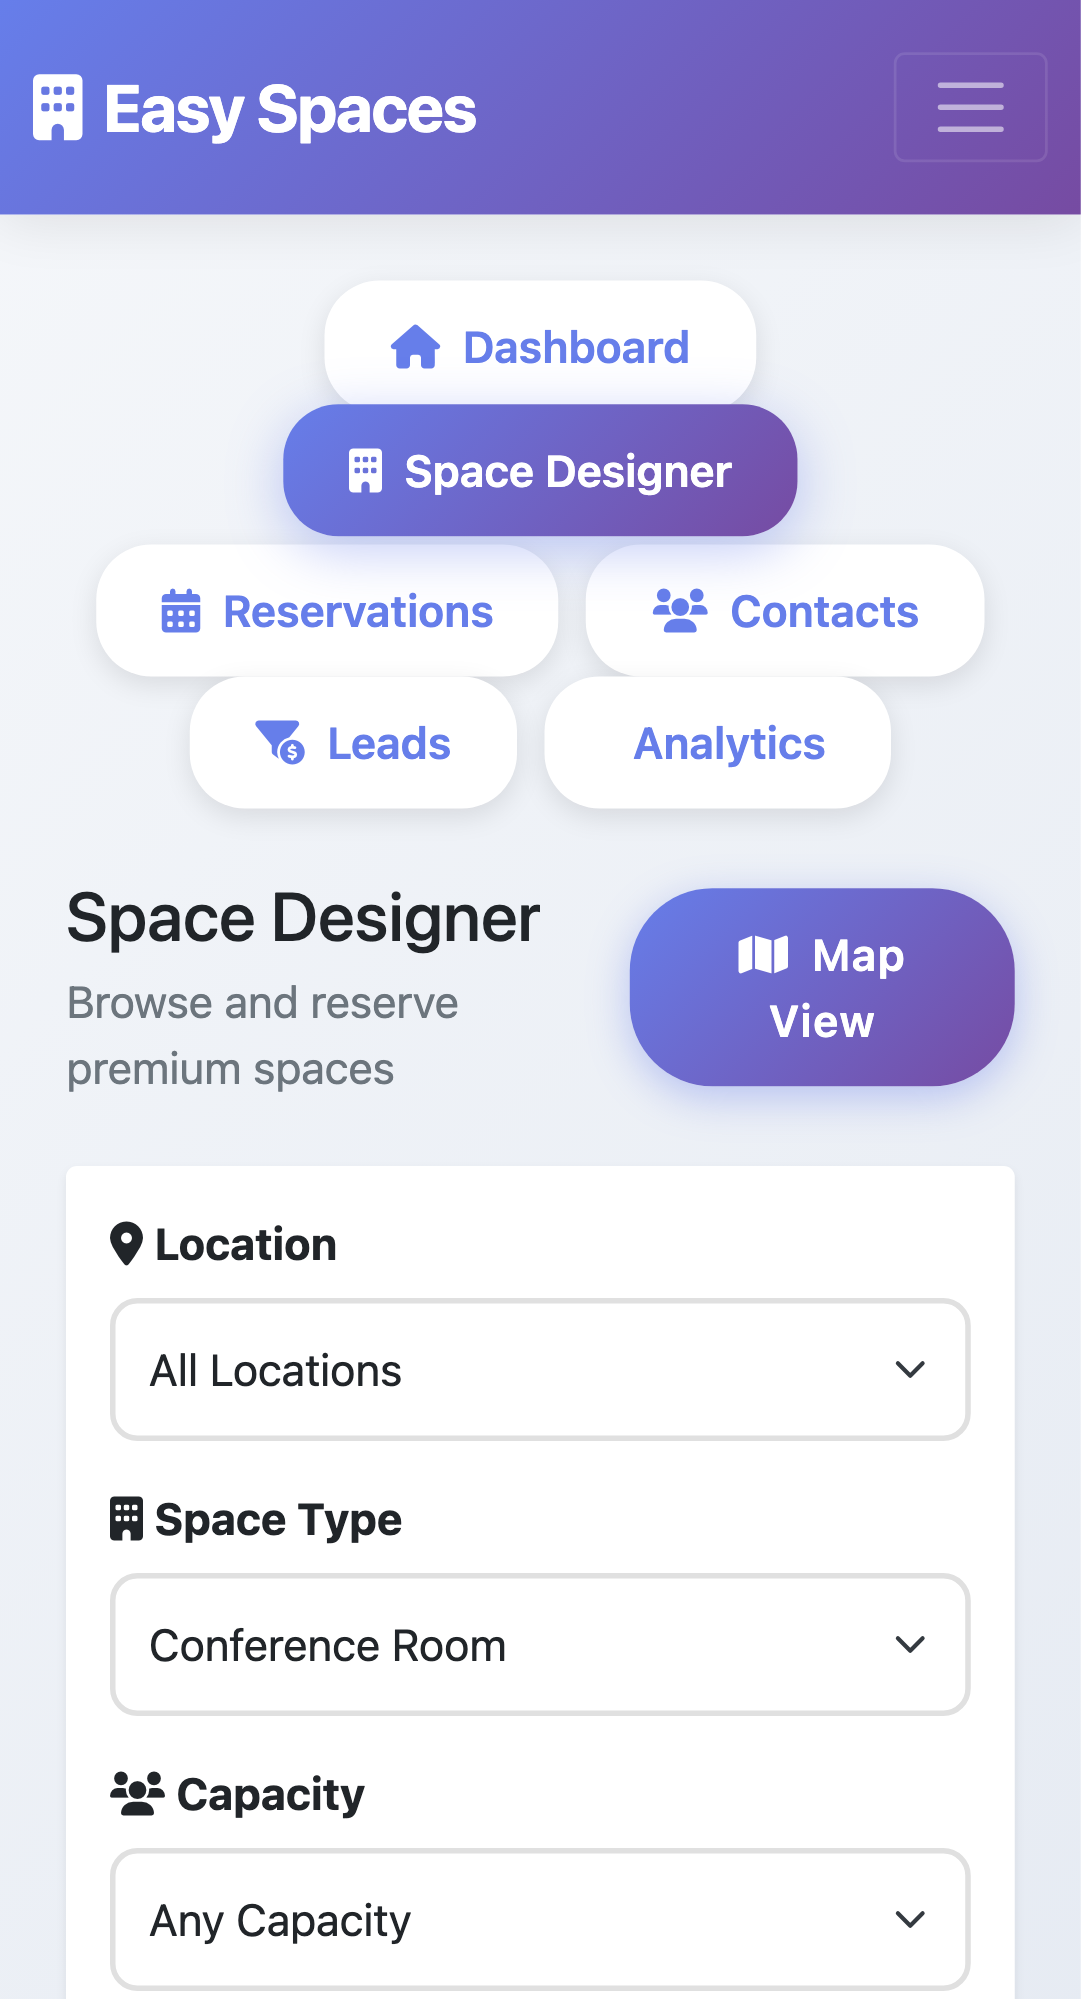 Easy Spaces
Dashboard
Space Designer
Reservations
Contacts
Leads
Analytics
Space Designer
Browse and reserve
premium spaces
Map
View
Location
All Locations
Space Type
Conference Room
Capacity
Any Capacity